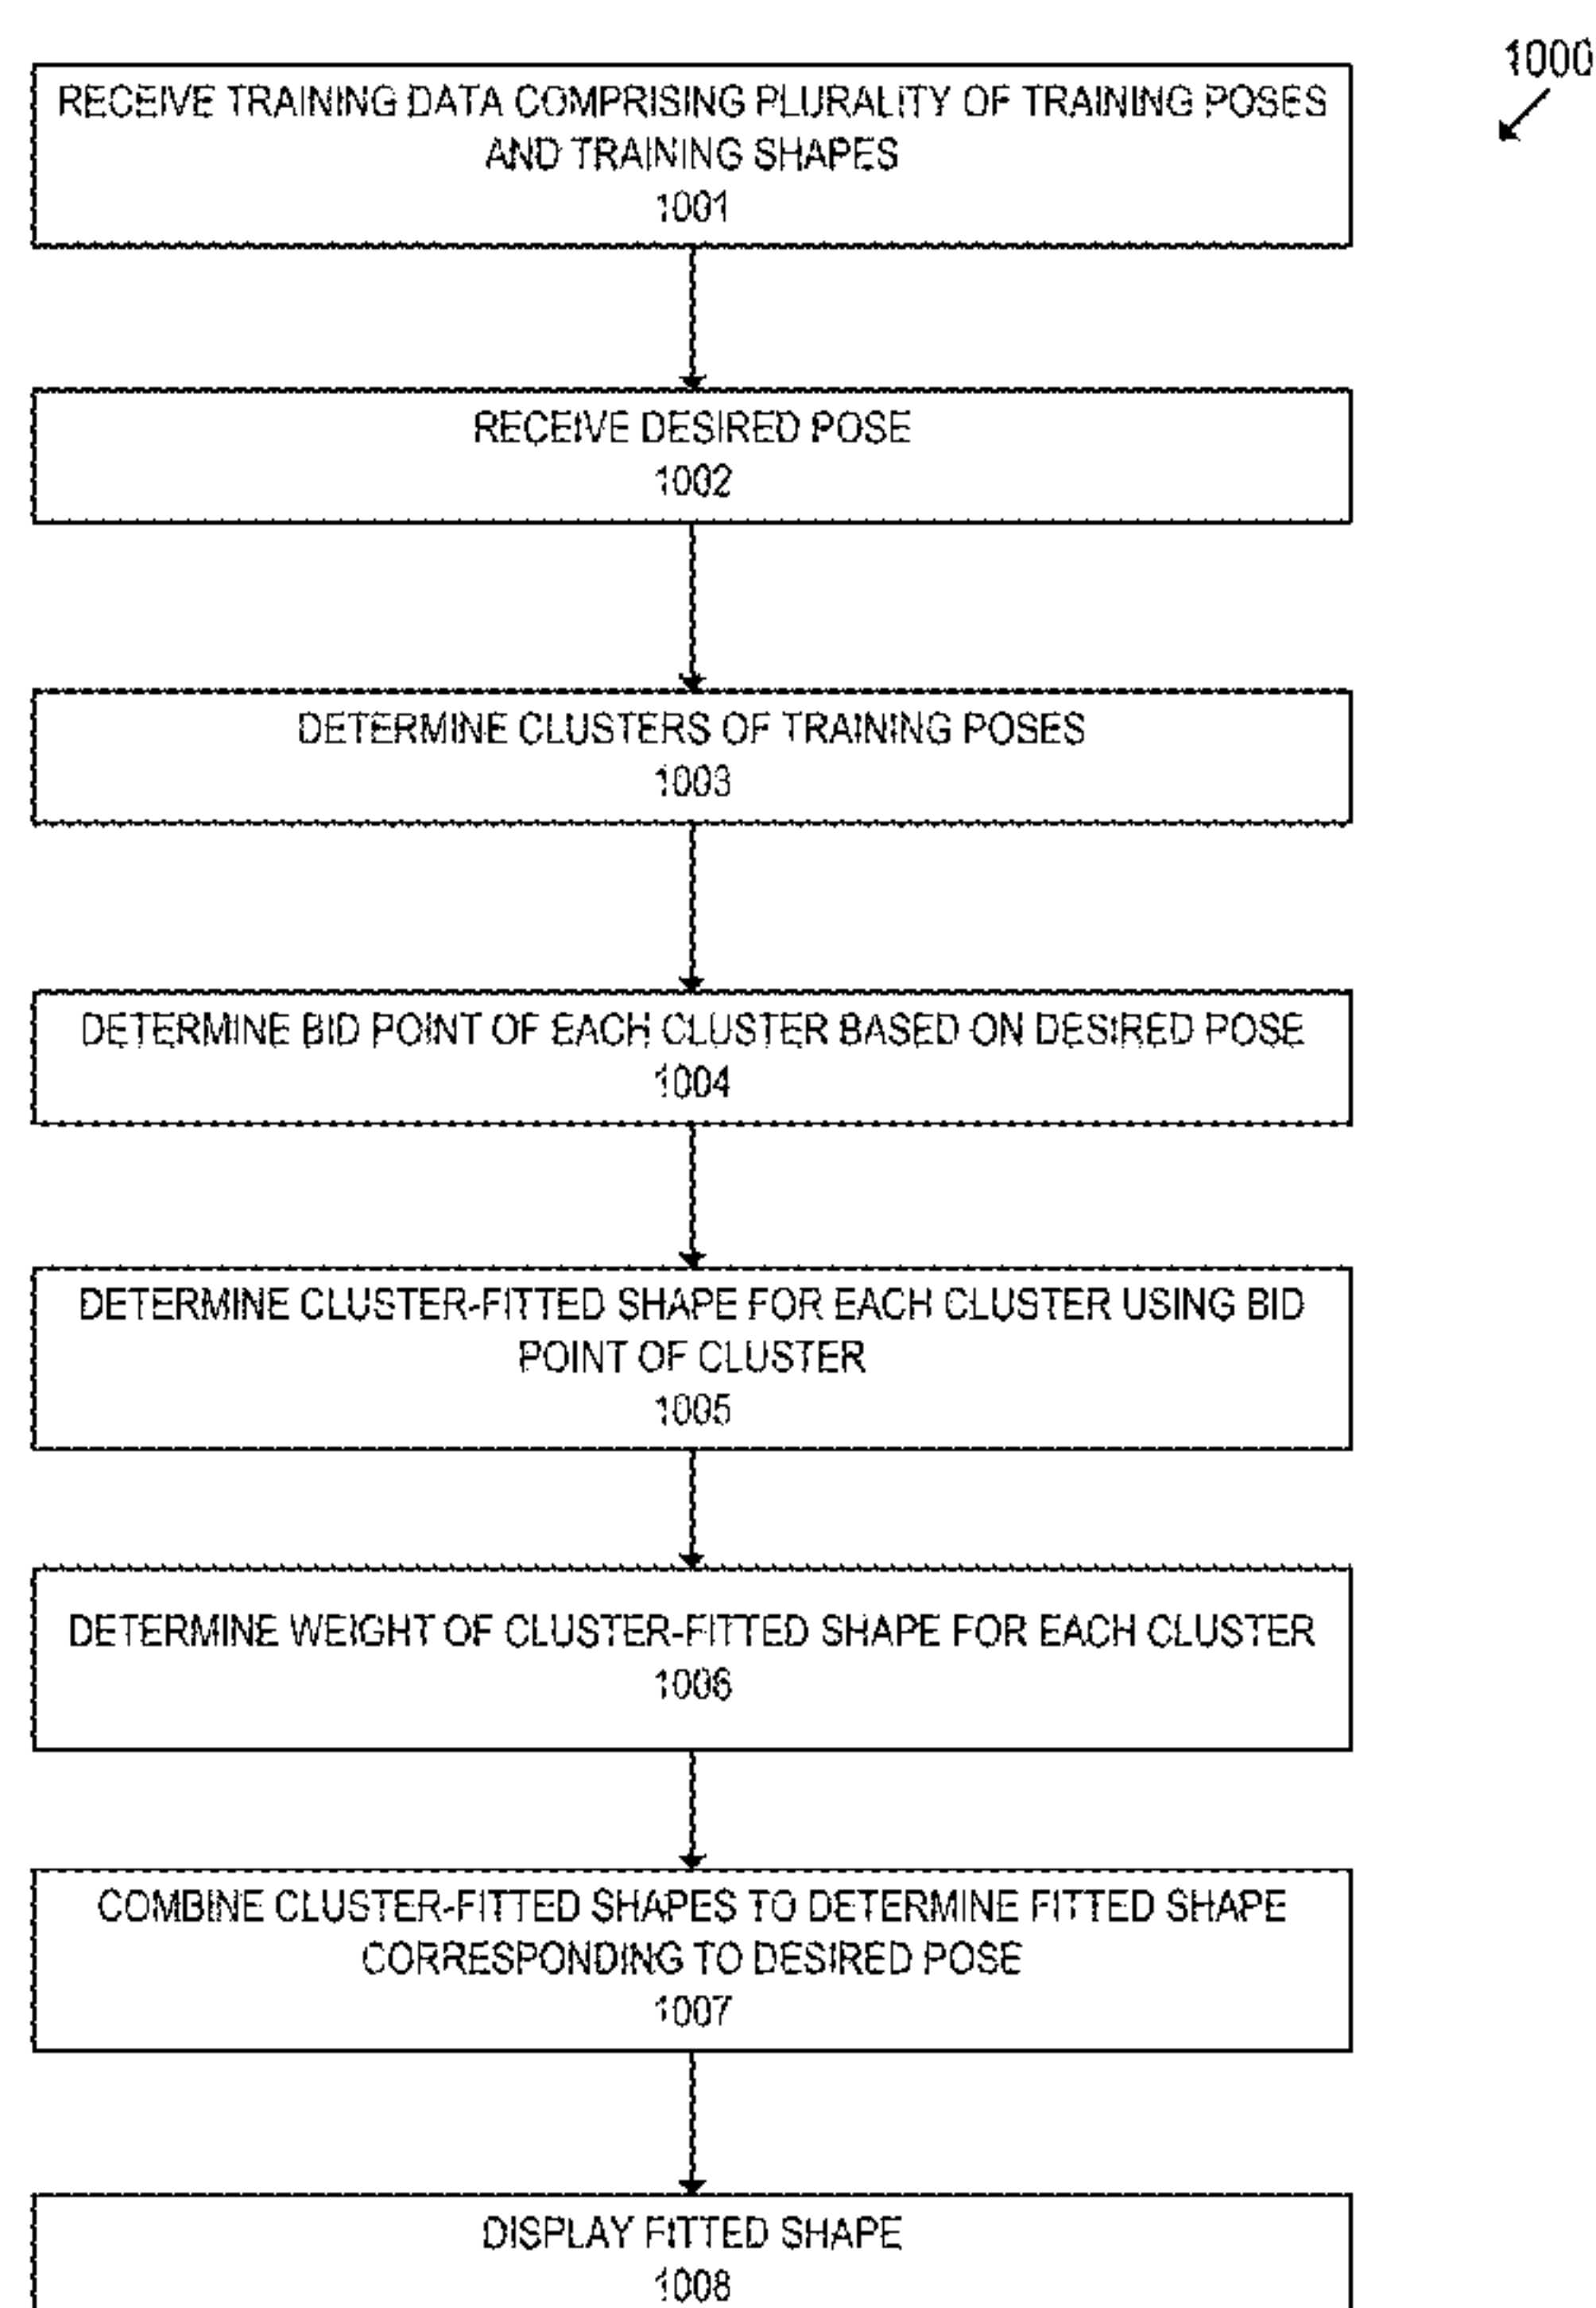 1000
RECEIVE TRAINING DATA COMPRISING PLURALITY OF TRAINING POSES
AND TRAINING SHAPES
1001
RECEIVE DESIRED POSE
1002
DETERMINE CLUSTERS OF TRAINING POSES
1003
DETERMINE BID POINT OF EACH CLUSTER BASED ON DESIRED POSE
1004
DETERMINE CLUSTER-FITTED SHAPE FOR EACH CLUSTER USING BID
POINT OF CLUSTER
1005
DETERMINE WEIGHT OF CLUSTER-FITTED SHAPE FOR EACH CLUSTER
1006
COMBINE CLUSTER-FITTED SHAPES TO DETERMINE FITTED SHAPE
CORRESPONDING TO DESIRED POSE
1007
DISPLAY FITTED SHAPE
1008